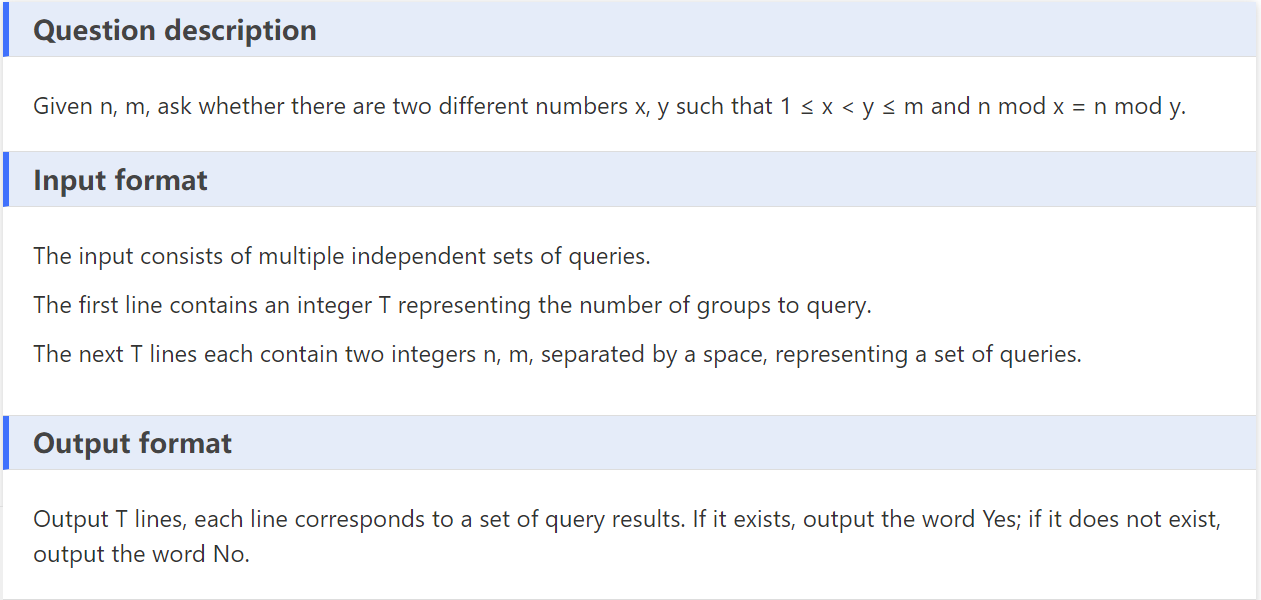 Question description
Given n, m, ask whether there are two different numbers x, y such that 1 ≤ x < y ≤ m and n mod x = n mod y.
Input format
The input consists of multiple independent sets of queries.
The first line contains an integer T representing the number of groups to query.
The next T lines each contain two integers n, m, separated by a space, representing a set of queries.
Output format
Output T lines, each line corresponds to a set of query results. If it exists, output the word Yes; if it does not exist,
output the word No.